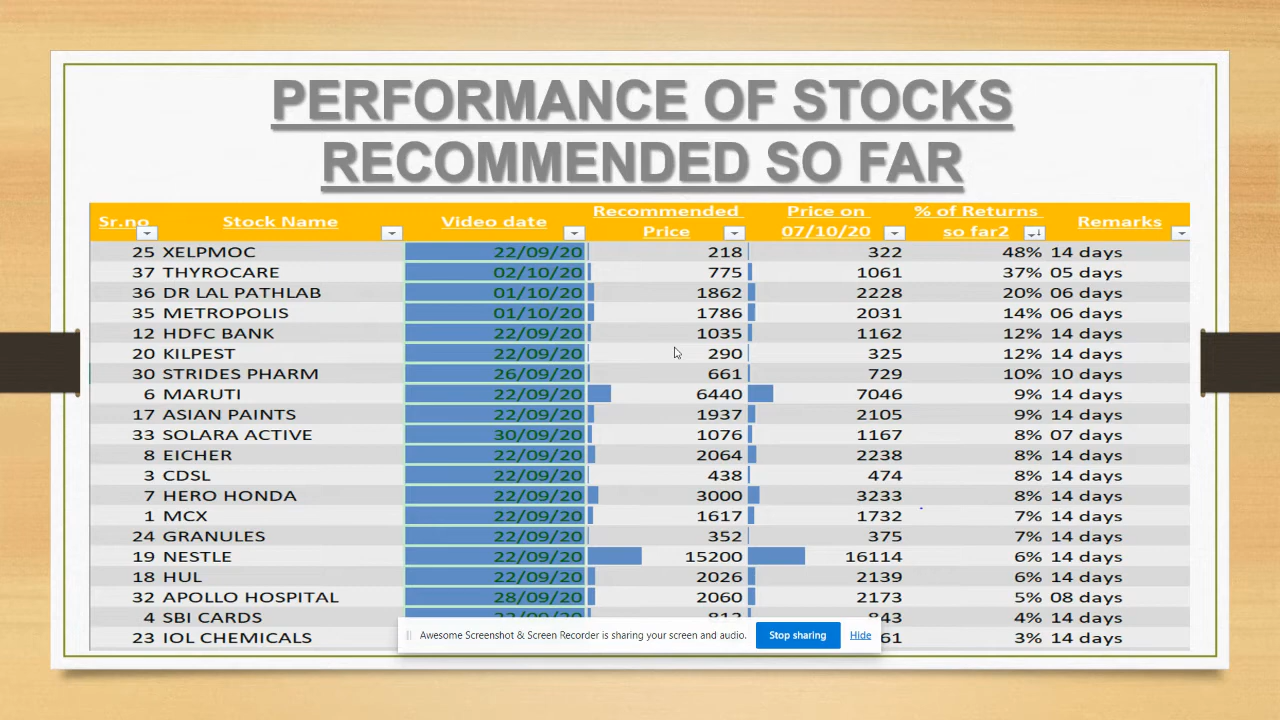 PERFORMANCE OF STOCKS
RECOMMENDED SO FAR
Sr.no Stock Name Video date Recommended Price Price on 07/10/20 % of Returns so far2 Remarks
25 XELPMOC 22/09/20 218 322 48% 14 days
37 THYROCARE 02/10/20 775 1061 37% 05 days
36 DR LAL PATHLAB 01/10/20 1862 2228 20% 06 days
35 METROPOLIS 01/10/20 1786 2031 14% 06 days
12 HDFC BANK 22/09/20 1035 1162 12% 14 days
20 KILPEST 22/09/20 290 325 12% 14 days
30 STRIDES PHARM 26/09/20 661 729 10% 10 days
6 MARUTI 22/09/20 6440 7046 9% 14 days
17 ASIAN PAINTS 22/09/20 1937 2105 9% 14 days
33 SOLARA ACTIVE 30/09/20 1076 1167 8% 07 days
8 EICHER 22/09/20 2064 2238 8% 14 days
3 CDSL 22/09/20 438 474 8% 14 days
7 HERO HONDA 22/09/20 3000 3233 8% 14 days
1 MCX 22/09/20 1617 1732 7% 14 days
24 GRANULES 22/09/20 352 375 7% 14 days
19 NESTLE 22/09/20 15200 16114 6% 14 days
18 HUL 22/09/20 2026 2139 6% 14 days
32 APOLLO HOSPITAL 28/09/20 2060 2173 5% 08 days
4 SBI CARDS 4% 14 days
23 IOL CHEMICALS 3% 14 days
Awesome Screenshot & Screen Recorder is sharing your screen and audio. Stop sharing Hide